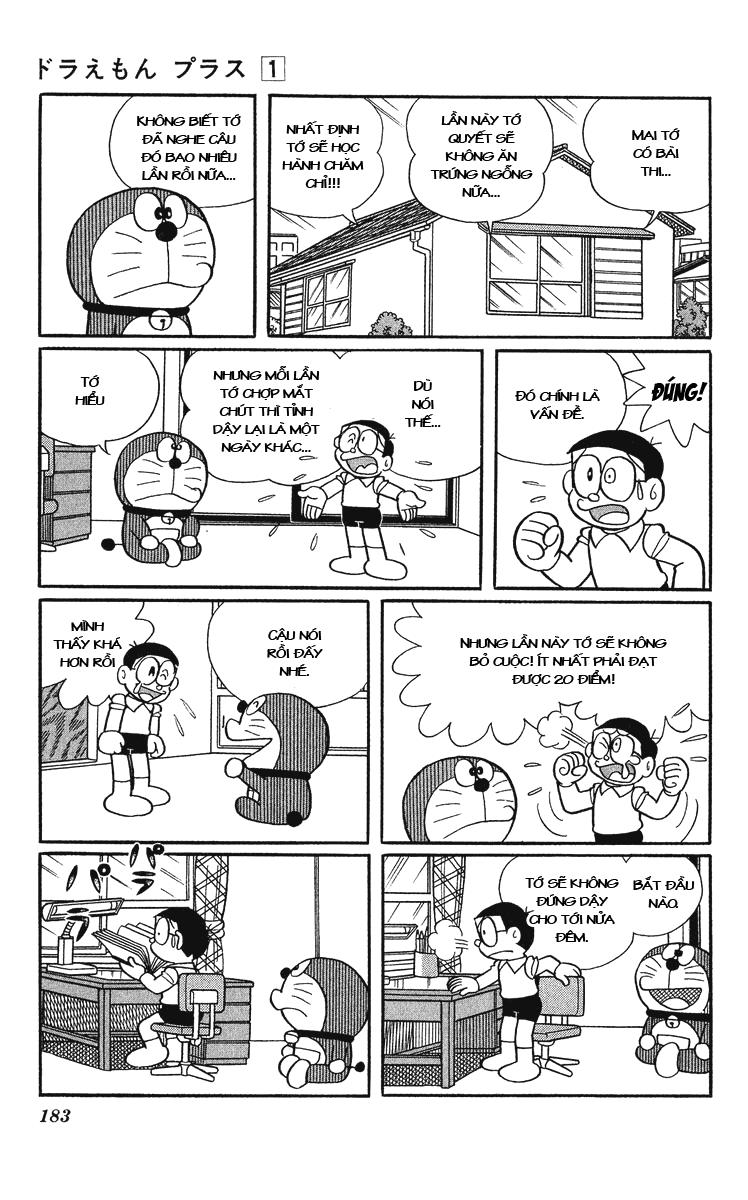 ドラえもん プラス 1
MAI TỚ
CÓ BÀI
THI...
LẦN NÀY TỚ
QUYẾT SẼ
KHÔNG ĂN
TRỨNG NGỖNG
NỮA...
NHẤT ĐỊNH
TỚ SẼ HỌC
HÀNH CHĂM
CHỈ!!!
KHÔNG BIẾT TỚ
ĐÃ NGHE CÂU
ĐÓ BAO NHIÊU
LẦN RỒI NỮA...
ĐÚNG!
ĐÓ CHÍNH LÀ
VẤN ĐỀ.
DÙ
NÓI
THẾ...
NHƯNG MỖI LẦN
TỚ CHỢP MẮT
CHÚT THÌ TỈNH
DẬY LẠI LÀ MỘT
NGÀY KHÁC...
TỚ
HIỂU
NHƯNG LẦN NÀY TỚ SẼ KHÔNG
BỎ CUỘC! ÍT NHẤT PHẢI ĐẠT
ĐƯỢC 20 ĐIỂM!
CẬU NÓI
RỒI ĐẤY
NHÉ.
MÌNH
THẤY KHÁ
HƠN RỒI
BẮT ĐẦU
NÀO.
TỚ SẼ KHÔNG
ĐỨNG DẬY
CHO TỚI NỬA
ĐÊM.
パラパラ
183